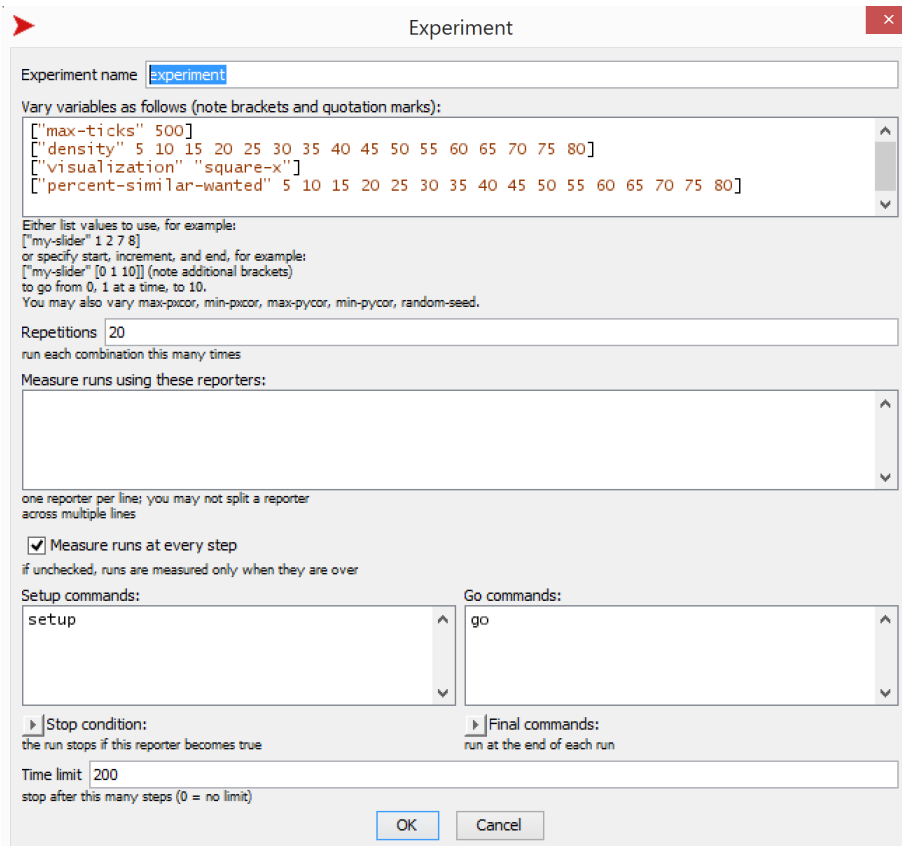 Experiment
Experiment name experiment
Vary variables as follows (note brackets and quotation marks):
["max-ticks" 500]
["density" 5 10 15 20 25 30 35 40 45 50 55 60 65 70 75 80]
["visualization" "square-x"]
["percent-similar-wanted" 5 10 15 20 25 30 35 40 45 50 55 60 65 70 75 80]
Either list values to use, for example:
["my-slider" 1 2 7 8]
or specify start, increment, and end, for example:
["my-slider" [0 1 10]] (note additional brackets)
to go from 0, 1 at a time, to 10.
You may also vary max-pxcor, min-pxcor, max-pycor, min-pycor, random-seed.
Repetitions 20
run each combination this many times
Measure runs using these reporters:
one reporter per line; you may not split a reporter
across multiple lines
Measure runs at every step
if unchecked, runs are measured only when they are over
Setup commands: Go commands:
setup go
Stop condition: Final commands:
the run stops if this reporter becomes true run at the end of each run
Time limit 200
stop after this many steps (0 = no limit)
OK Cancel